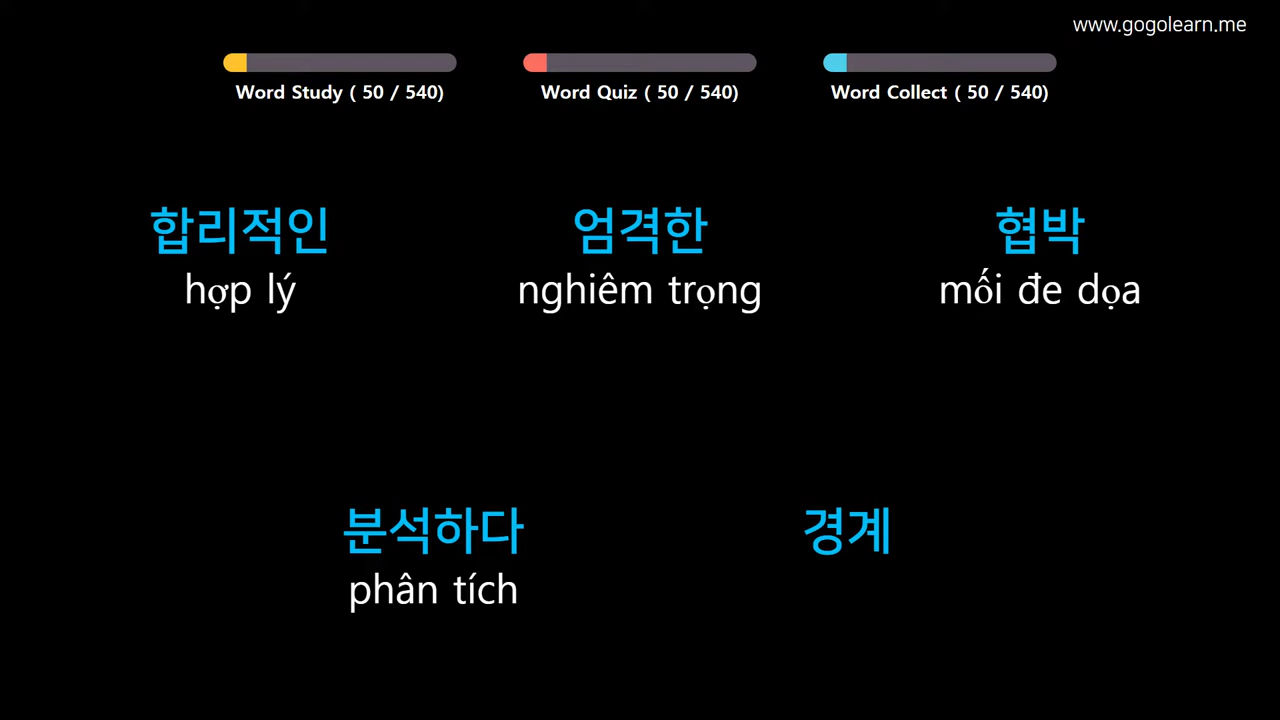 www.gogolearn.me
Word Study ( 50 / 540)
Word Quiz ( 50 / 540)
Word Collect ( 50 / 540)
합리적인
hợp lý
엄격한
nghiêm trọng
협박
mối đe dọa
분석하다
phân tích
경계